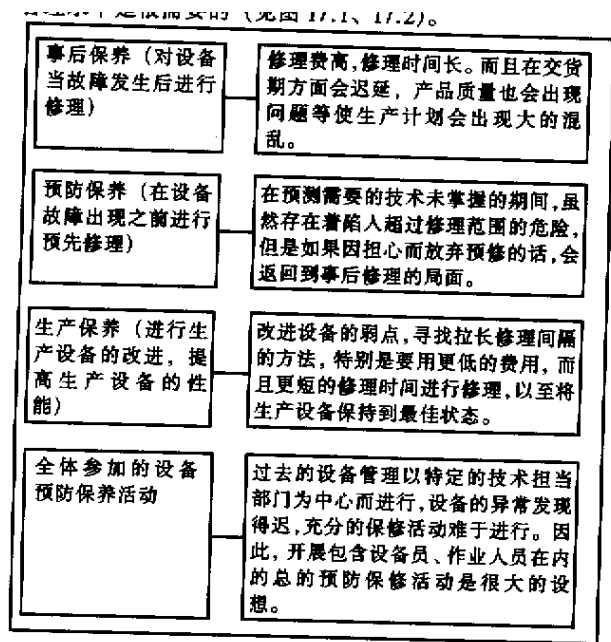 是很需要的（见图 17.1、17.2）。
事后保养（对设备
当故障发生后进行
修理）
修理费高，修理时间长。而且在交货
期方面会迟延，产品质量也会出现
问题等使生产计划会出现大的混
乱。
预防保养（在设备
故障出现之前进行
预先修理）
在预测需要的技术未掌握的期间，虽
然存在着陷人超过修理范围的危险，
但是如果因担心而放弃预修的话，会
返回到事后修理的局面。
生产保养（进行生
产设备的改进，提
高生产设备的性
能）
改进设备的弱点，寻找拉长修理间隔
的方法，特别是要用更低的费用，而
且更短的修理时间进行修理，以至将
生产设备保持到最佳状态。
全体参加的设备
预防保养活动
过去的设备管理以特定的技术担当
部门为中心而进行，设备的异常发现
得迟，充分的保修活动难于进行。因
此，开展包含设备员、作业人员在内
的总的预防保修活动是很大的设
想。